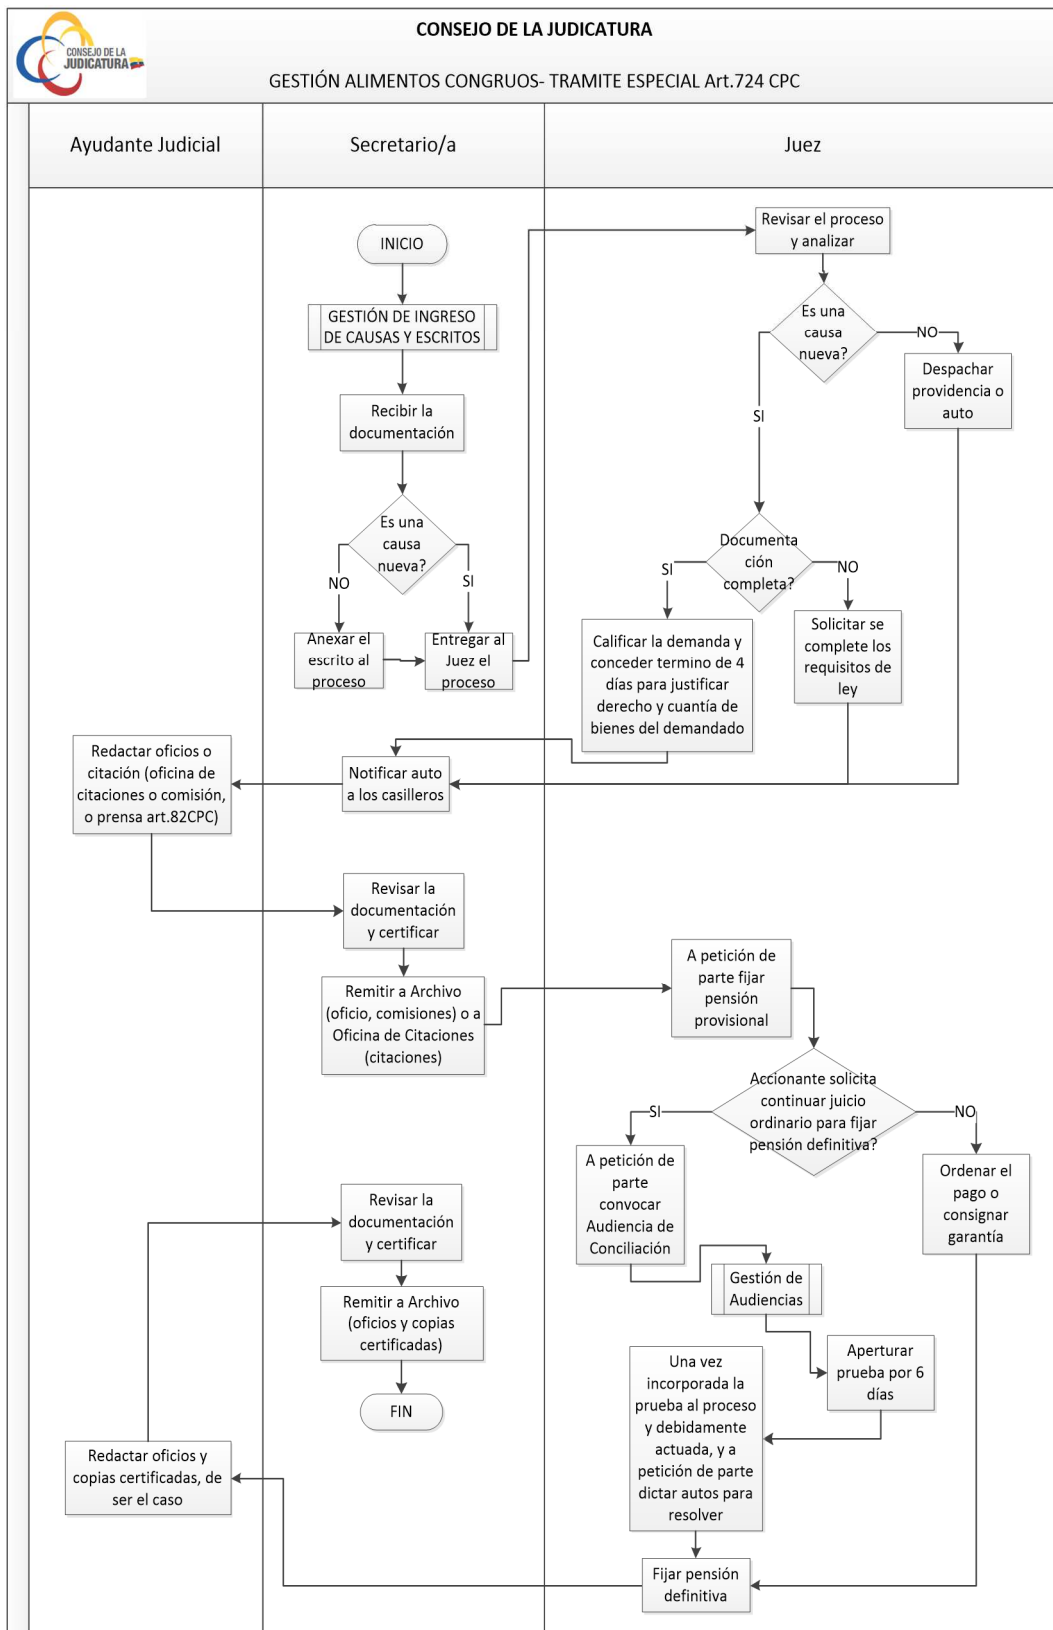 CONSEJO DE LA
JUDICATURA
CONSEJO DE LA JUDICATURA
GESTIÓN ALIMENTOS CONGRUOS- TRAMITE ESPECIAL Art.724 CPC
Ayudante Judicial
Secretario/a
Juez
INICIO
GESTIÓN DE INGRESO
DE CAUSAS Y ESCRITOS
Recibir la
documentación
Es una
causa
nueva?
NO
SI
Anexar el
escrito al
proceso
Entregar al
Juez el
proceso
Revisar el proceso
y analizar
Es una
causa
nueva?
NO
SI
Despachar
providencia o
auto
Documenta
ción
completa?
SI
NO
Calificar la demanda y
conceder termino de 4
días para justificar
derecho y cuantía de
bienes del demandado
Solicitar se
complete los
requisitos de
ley
Notificar auto
a los casilleros
Redactar oficios o
citación (oficina de
citaciones o comisión,
o prensa art.82CPC)
Revisar la
documentación
y certificar
Remitir a Archivo
(oficio, comisiones) o a
Oficina de Citaciones
(citaciones)
A petición de
parte fijar
pensión
provisional
Accionante solicita
continuar juicio
ordinario para fijar
pensión definitiva?
SI
NO
A petición de
parte
convocar
Audiencia de
Conciliación
Ordenar el
pago o
consignar
garantía
Gestión de
Audiencias
Aperturar
prueba por 6
días
Una vez
incorporada la
prueba al proceso
y debidamente
actuada, y a
petición de parte
dictar autos para
resolver
Fijar pensión
definitiva
Redactar oficios y
copias certificadas, de
ser el caso
Revisar la
documentación
y certificar
Remitir a Archivo
(oficios y copias
certificadas)
FIN